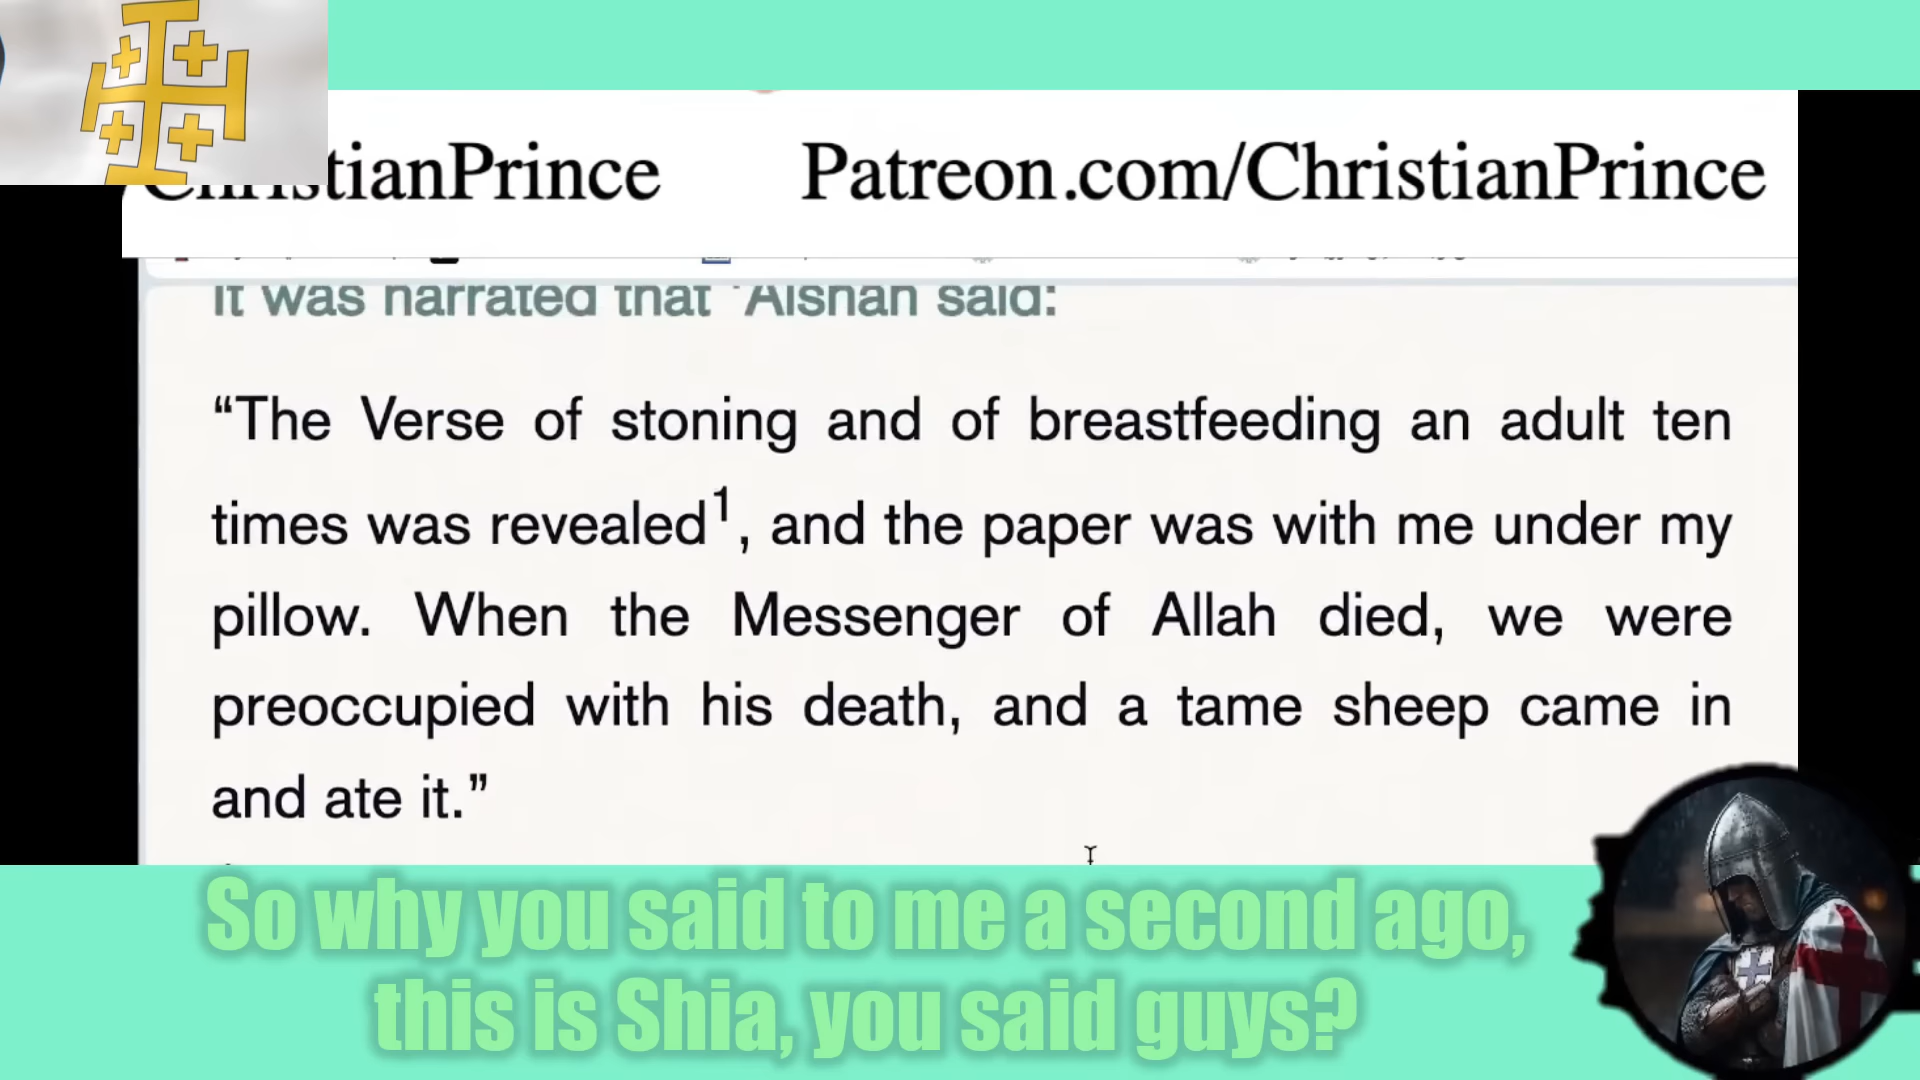 ChristianPrince Patreon.com/ChristianPrince
It was narrated that 'Aishah said:
“The Verse of stoning and of breastfeeding an adult ten
times was revealed¹, and the paper was with me under my
pillow. When the Messenger of Allah died, we were
preoccupied with his death, and a tame sheep came in
and ate it.”
So why you said to me a second ago,
this is Shia, you said guys?